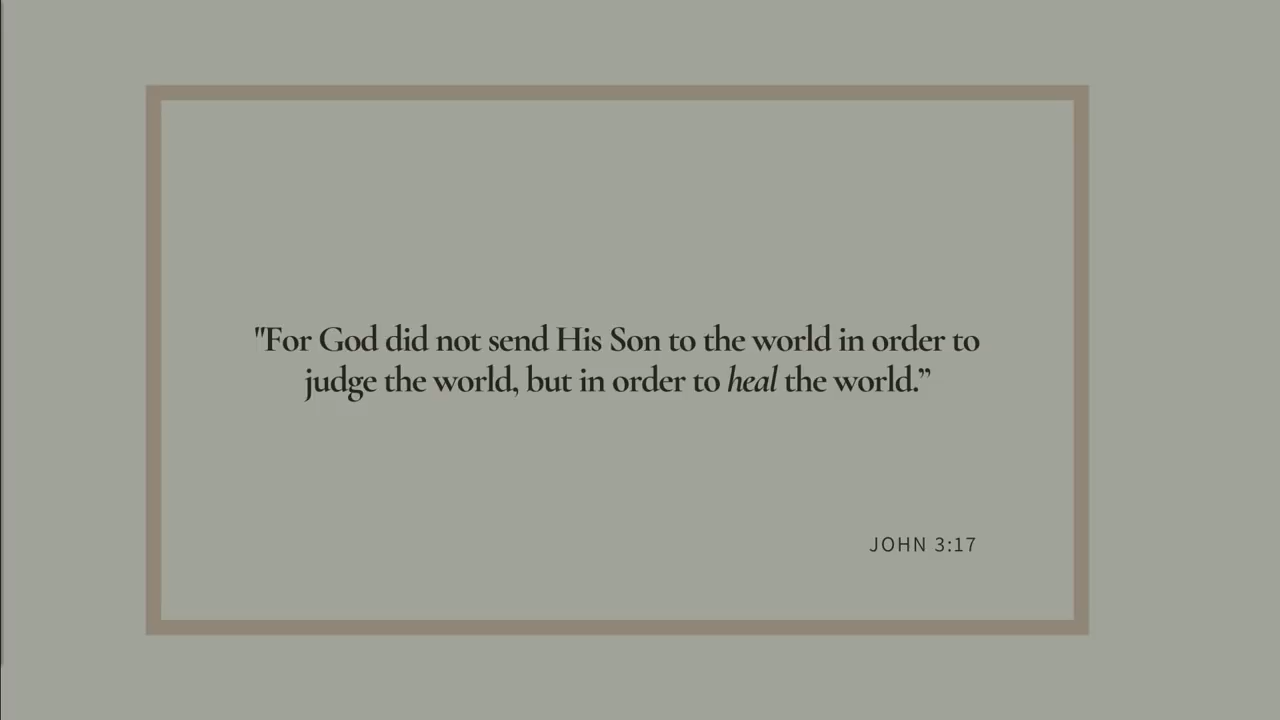 "For God did not send His Son to the world in order to
judge the world, but in order to heal the world.”
JOHN 3:17